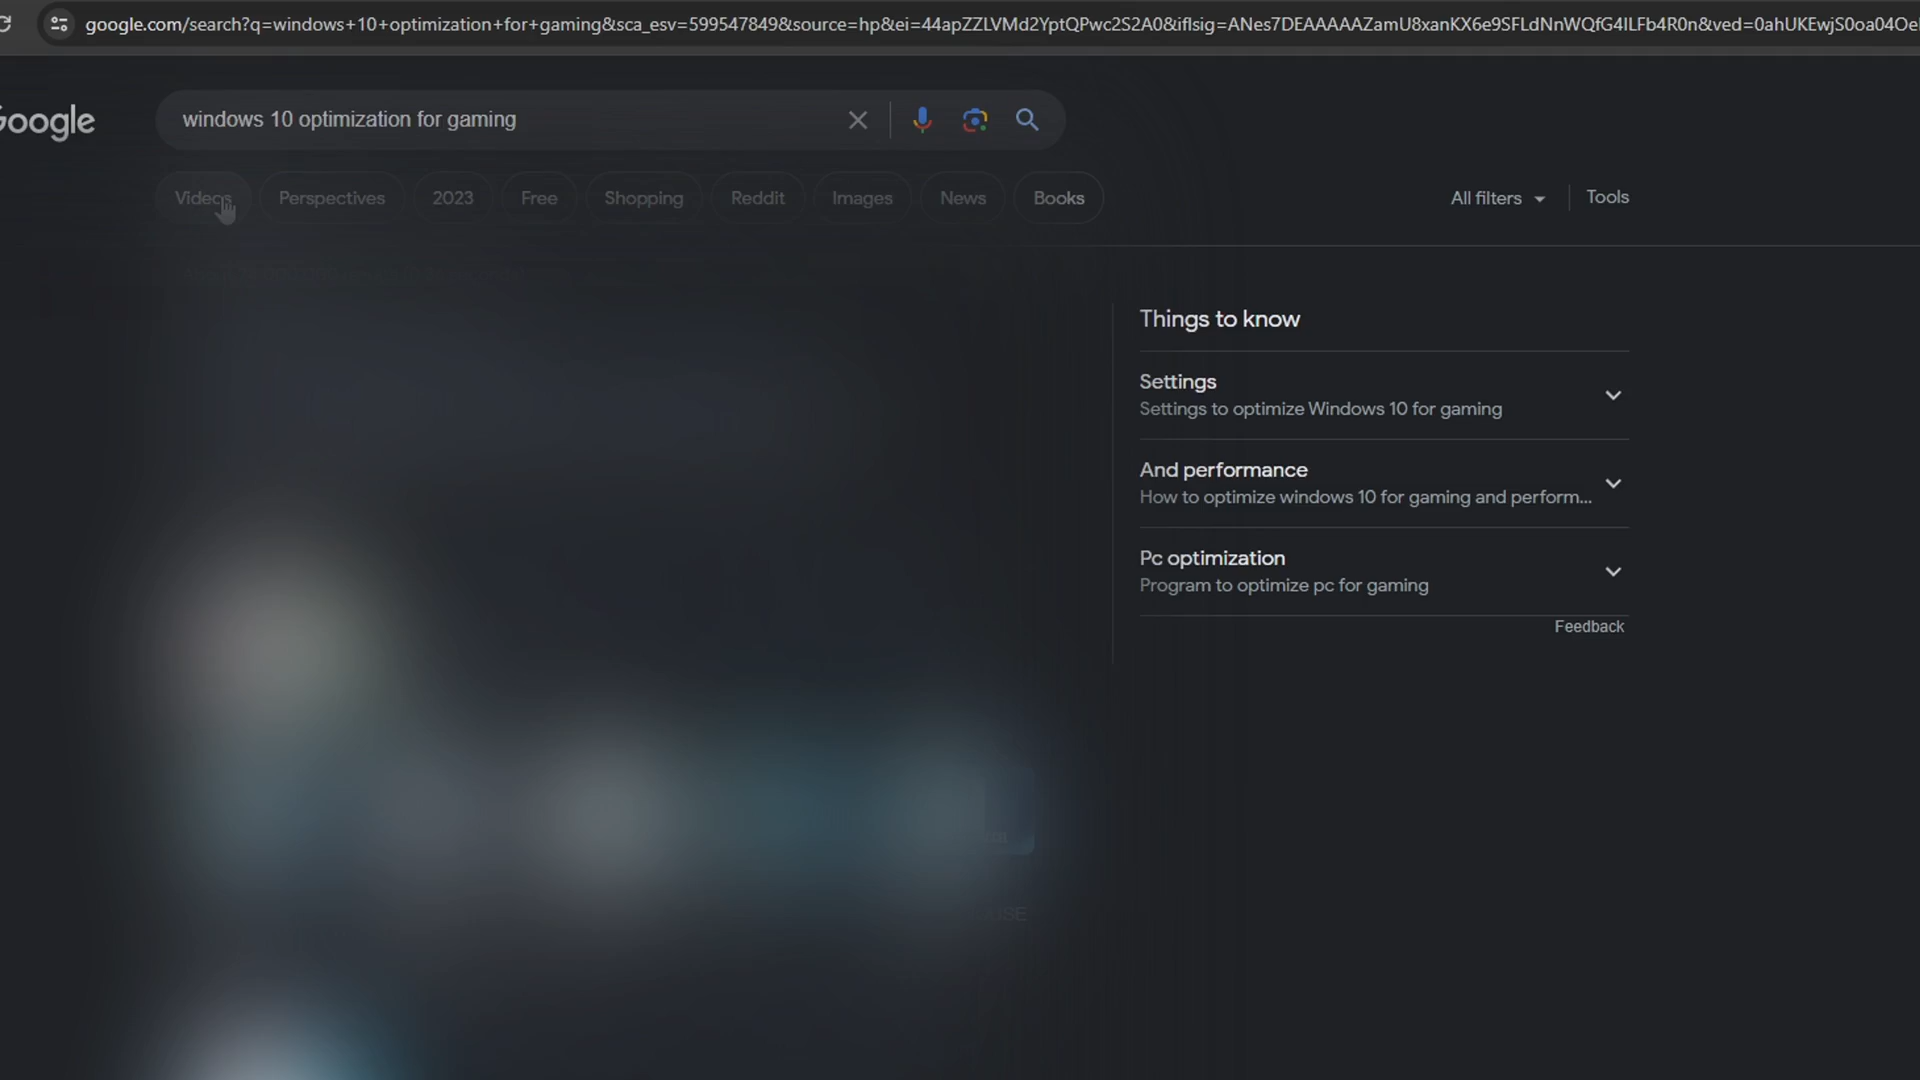 google.com/search?q=windows+10+optimization+for+gaming&sca_esv=599547849&source=hp&ei=44apZZLVMd2YptQPwc2S2A0&iflsig=ANes7DEAAAAAZamU8xanKX6e9SFLdNnWQfG4ILFb4R0n&ved=0ahUKEwjS0oa04Oe
Google
windows 10 optimization for gaming
Videos Perspectives 2023 Free Shopping Reddit Images News Books All filters Tools
Things to know
Settings
Settings to optimize Windows 10 for gaming
And performance
How to optimize windows 10 for gaming and perform...
Pc optimization
Program to optimize pc for gaming
Feedback